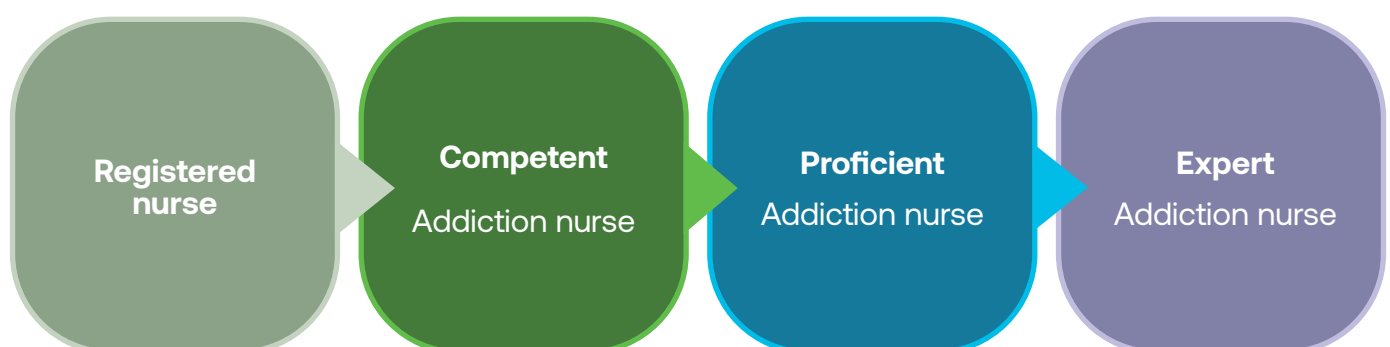 Registered
nurse
Competent
Addiction nurse
Proficient
Addiction nurse
Expert
Addiction nurse